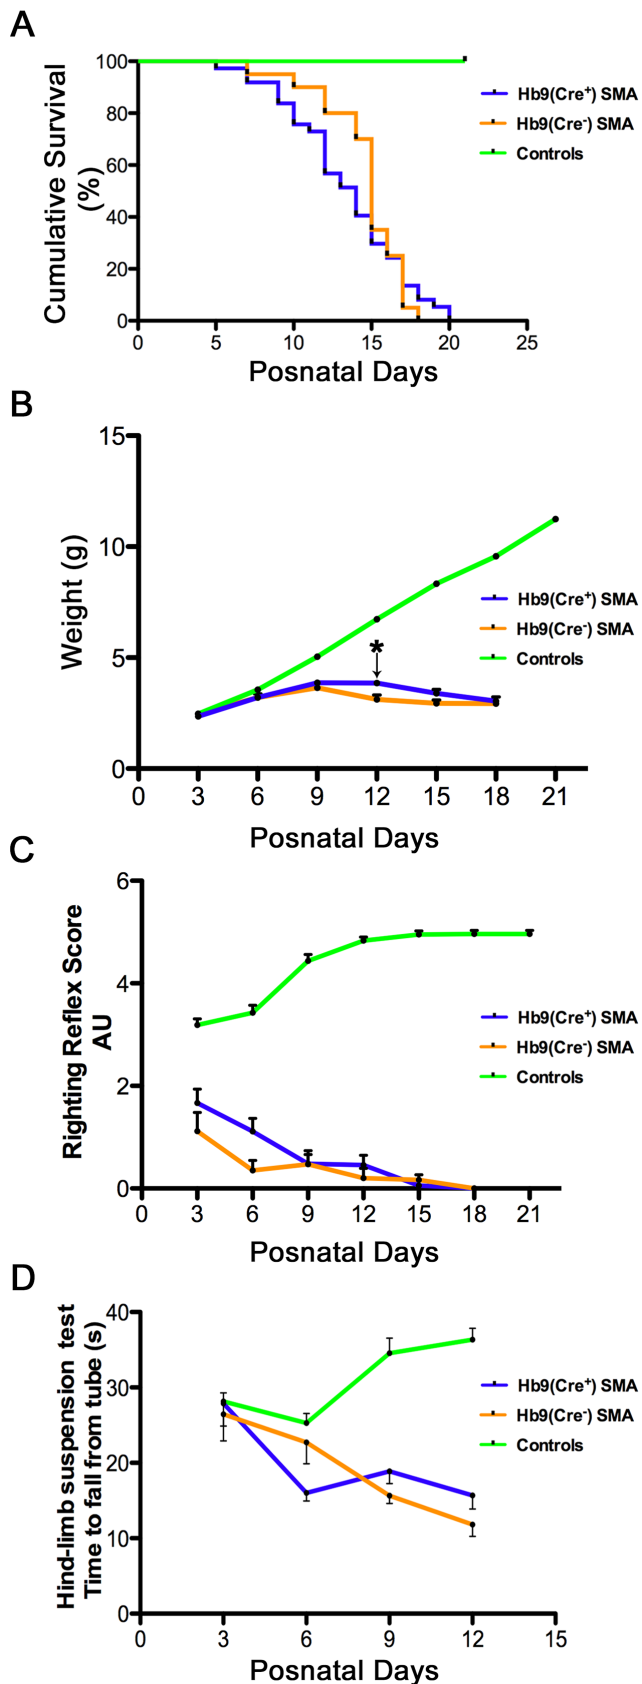 A
Cumulative Survival
(%)
100
80
60
40
20
0
0 5 10 15 20 25
Posnatal Days
Hb9(Cre⁺) SMA
Hb9(Cre⁻) SMA
Controls
B
Weight (g)
15
10
5
0
*
0 3 6 9 12 15 18 21
Posnatal Days
Hb9(Cre⁺) SMA
Hb9(Cre⁻) SMA
Controls
C
Righting Reflex Score
AU
6
4
2
0
0 3 6 9 12 15 18 21
Posnatal Days
Hb9(Cre⁺) SMA
Hb9(Cre⁻) SMA
Controls
D
Hind-limb suspension test
Time to fall from tube (s)
40
30
20
10
0
0 3 6 9 12 15
Posnatal Days
Hb9(Cre⁺) SMA
Hb9(Cre⁻) SMA
Controls